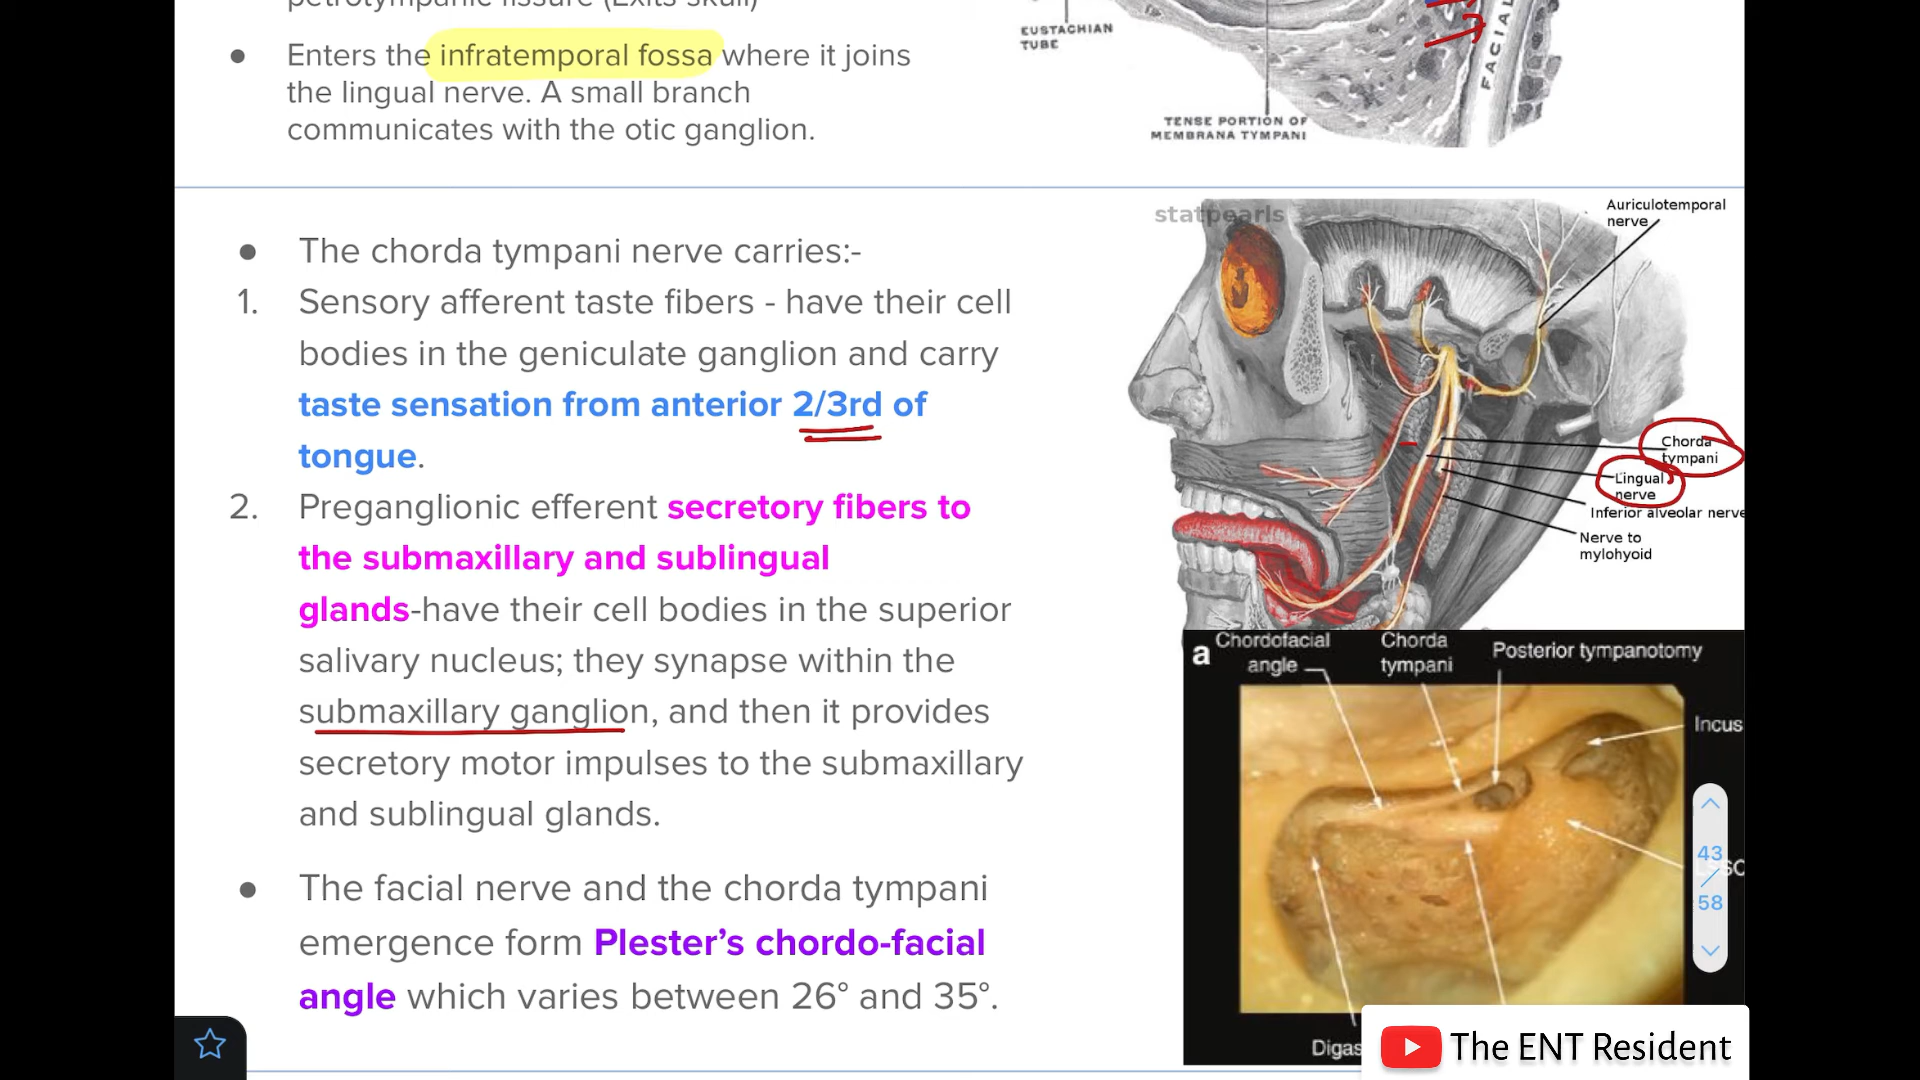 petrotympanic fissure (Exits skull)
● Enters the infratemporal fossa where it joins
the lingual nerve. A small branch
communicates with the otic ganglion.
EUSTACHIAN
TUBE
FACIAL
TENSE PORTION OF
MEMBRANA TYMPANI
● The chorda tympani nerve carries:-
1. Sensory afferent taste fibers - have their cell
bodies in the geniculate ganglion and carry
taste sensation from anterior 2/3rd of
tongue.
2. Preganglionic efferent secretory fibers to
the submaxillary and sublingual
glands-have their cell bodies in the superior
salivary nucleus; they synapse within the
submaxillary ganglion, and then it provides
secretory motor impulses to the submaxillary
and sublingual glands.
● The facial nerve and the chorda tympani
emergence form Plester’s chordo-facial
angle which varies between 26° and 35°.
statpearls
Auriculotemporal
nerve
Chorda
tympani
Lingual
nerve
Inferior alveolar nerve
Nerve to
mylohyoid
a
Chordofacial
angle
Chorda
tympani
Posterior tympanotomy
Incus
43
58
Digas
The ENT Resident